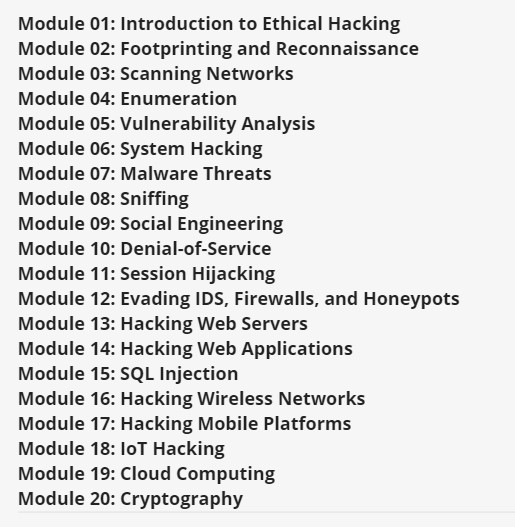 Module 01: Introduction to Ethical Hacking
Module 02: Footprinting and Reconnaissance
Module 03: Scanning Networks
Module 04: Enumeration
Module 05: Vulnerability Analysis
Module 06: System Hacking
Module 07: Malware Threats
Module 08: Sniffing
Module 09: Social Engineering
Module 10: Denial-of-Service
Module 11: Session Hijacking
Module 12: Evading IDS, Firewalls, and Honeypots
Module 13: Hacking Web Servers
Module 14: Hacking Web Applications
Module 15: SQL Injection
Module 16: Hacking Wireless Networks
Module 17: Hacking Mobile Platforms
Module 18: IoT Hacking
Module 19: Cloud Computing
Module 20: Cryptography